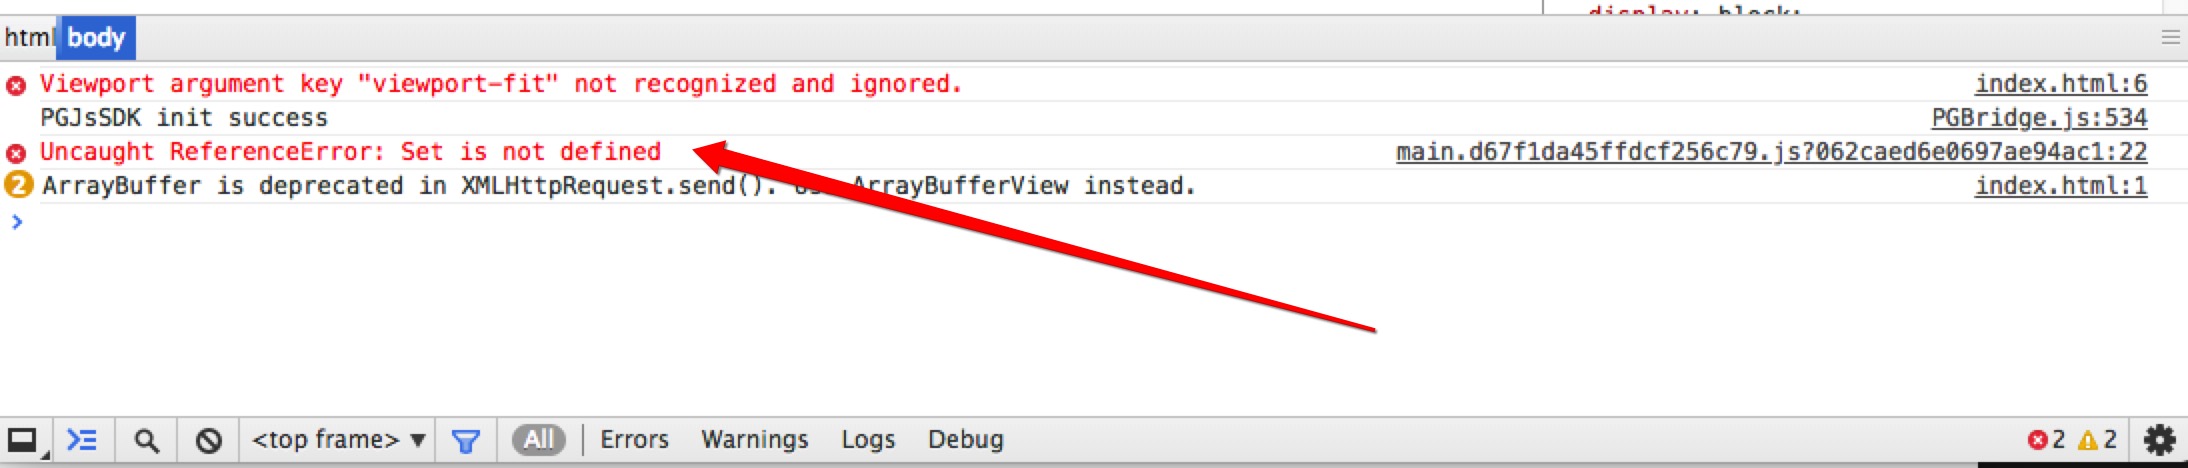 display: block;
html body
Viewport argument key "viewport-fit" not recognized and ignored. index.html:6
PGJsSDK init success PGBridge.js:534
Uncaught ReferenceError: Set is not defined main.d67f1da45ffdcf256c79.js?062caed6e0697ae94ac1:22
2 ArrayBuffer is deprecated in XMLHttpRequest.send(). Use ArrayBufferView instead. index.html:1
<top frame> All Errors Warnings Logs Debug 2 2